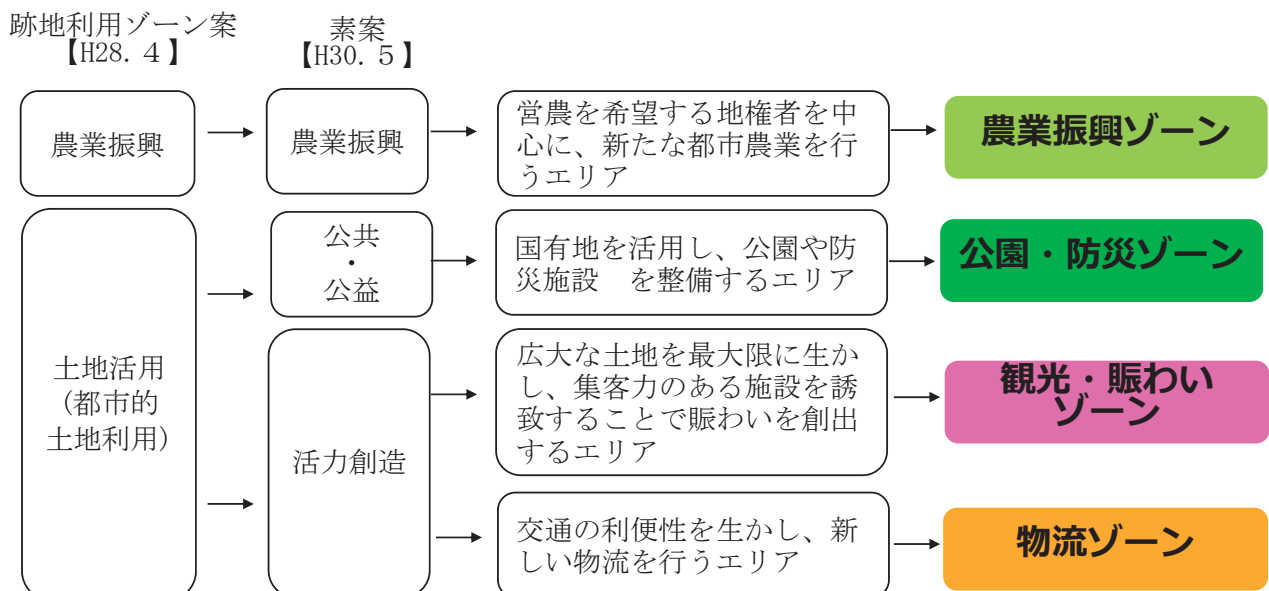 跡地利用ゾーン案
【H28.４】
素案
【H30.５】
農業振興
農業振興
営農を希望する地権者を中
心に、新たな都市農業を行
うエリア
農業振興ゾーン
土地活用
(都市的
土地利用)
公共
・
公益
国有地を活用し、公園や防
災施設　を整備するエリア
公園・防災ゾーン
活力創造
広大な土地を最大限に生か
し、集客力のある施設を誘
致することで賑わいを創出
するエリア
観光・賑わい
ゾーン
交通の利便性を生かし、新
しい物流を行うエリア
物流ゾーン